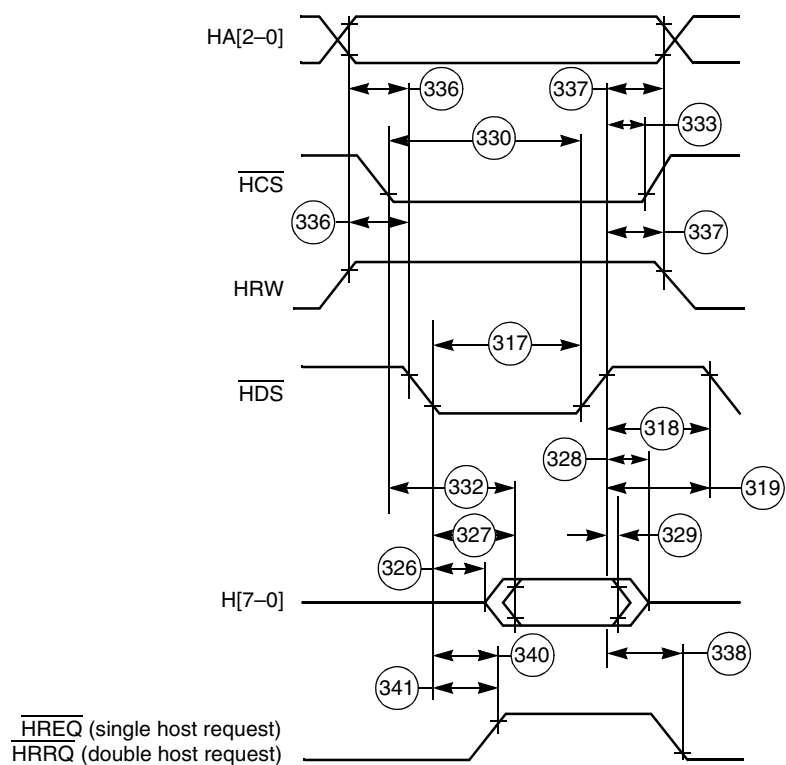 HA[2–0]
336
337
333
330
HCS
336
337
HRW
317
HDS
318
328
332
319
327
329
326
H[7–0]
340
338
341
HREQ (single host request)
HRRQ (double host request)